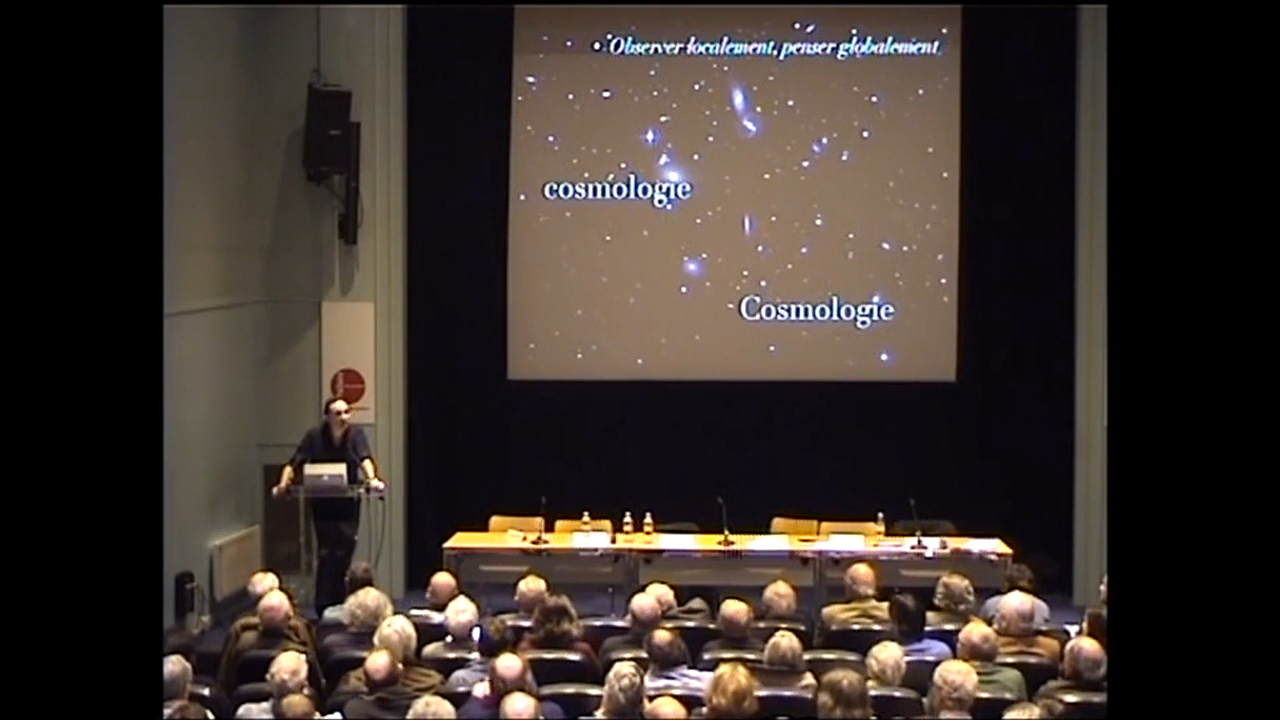 • Observer localement, penser globalement
cosmologie
Cosmologie